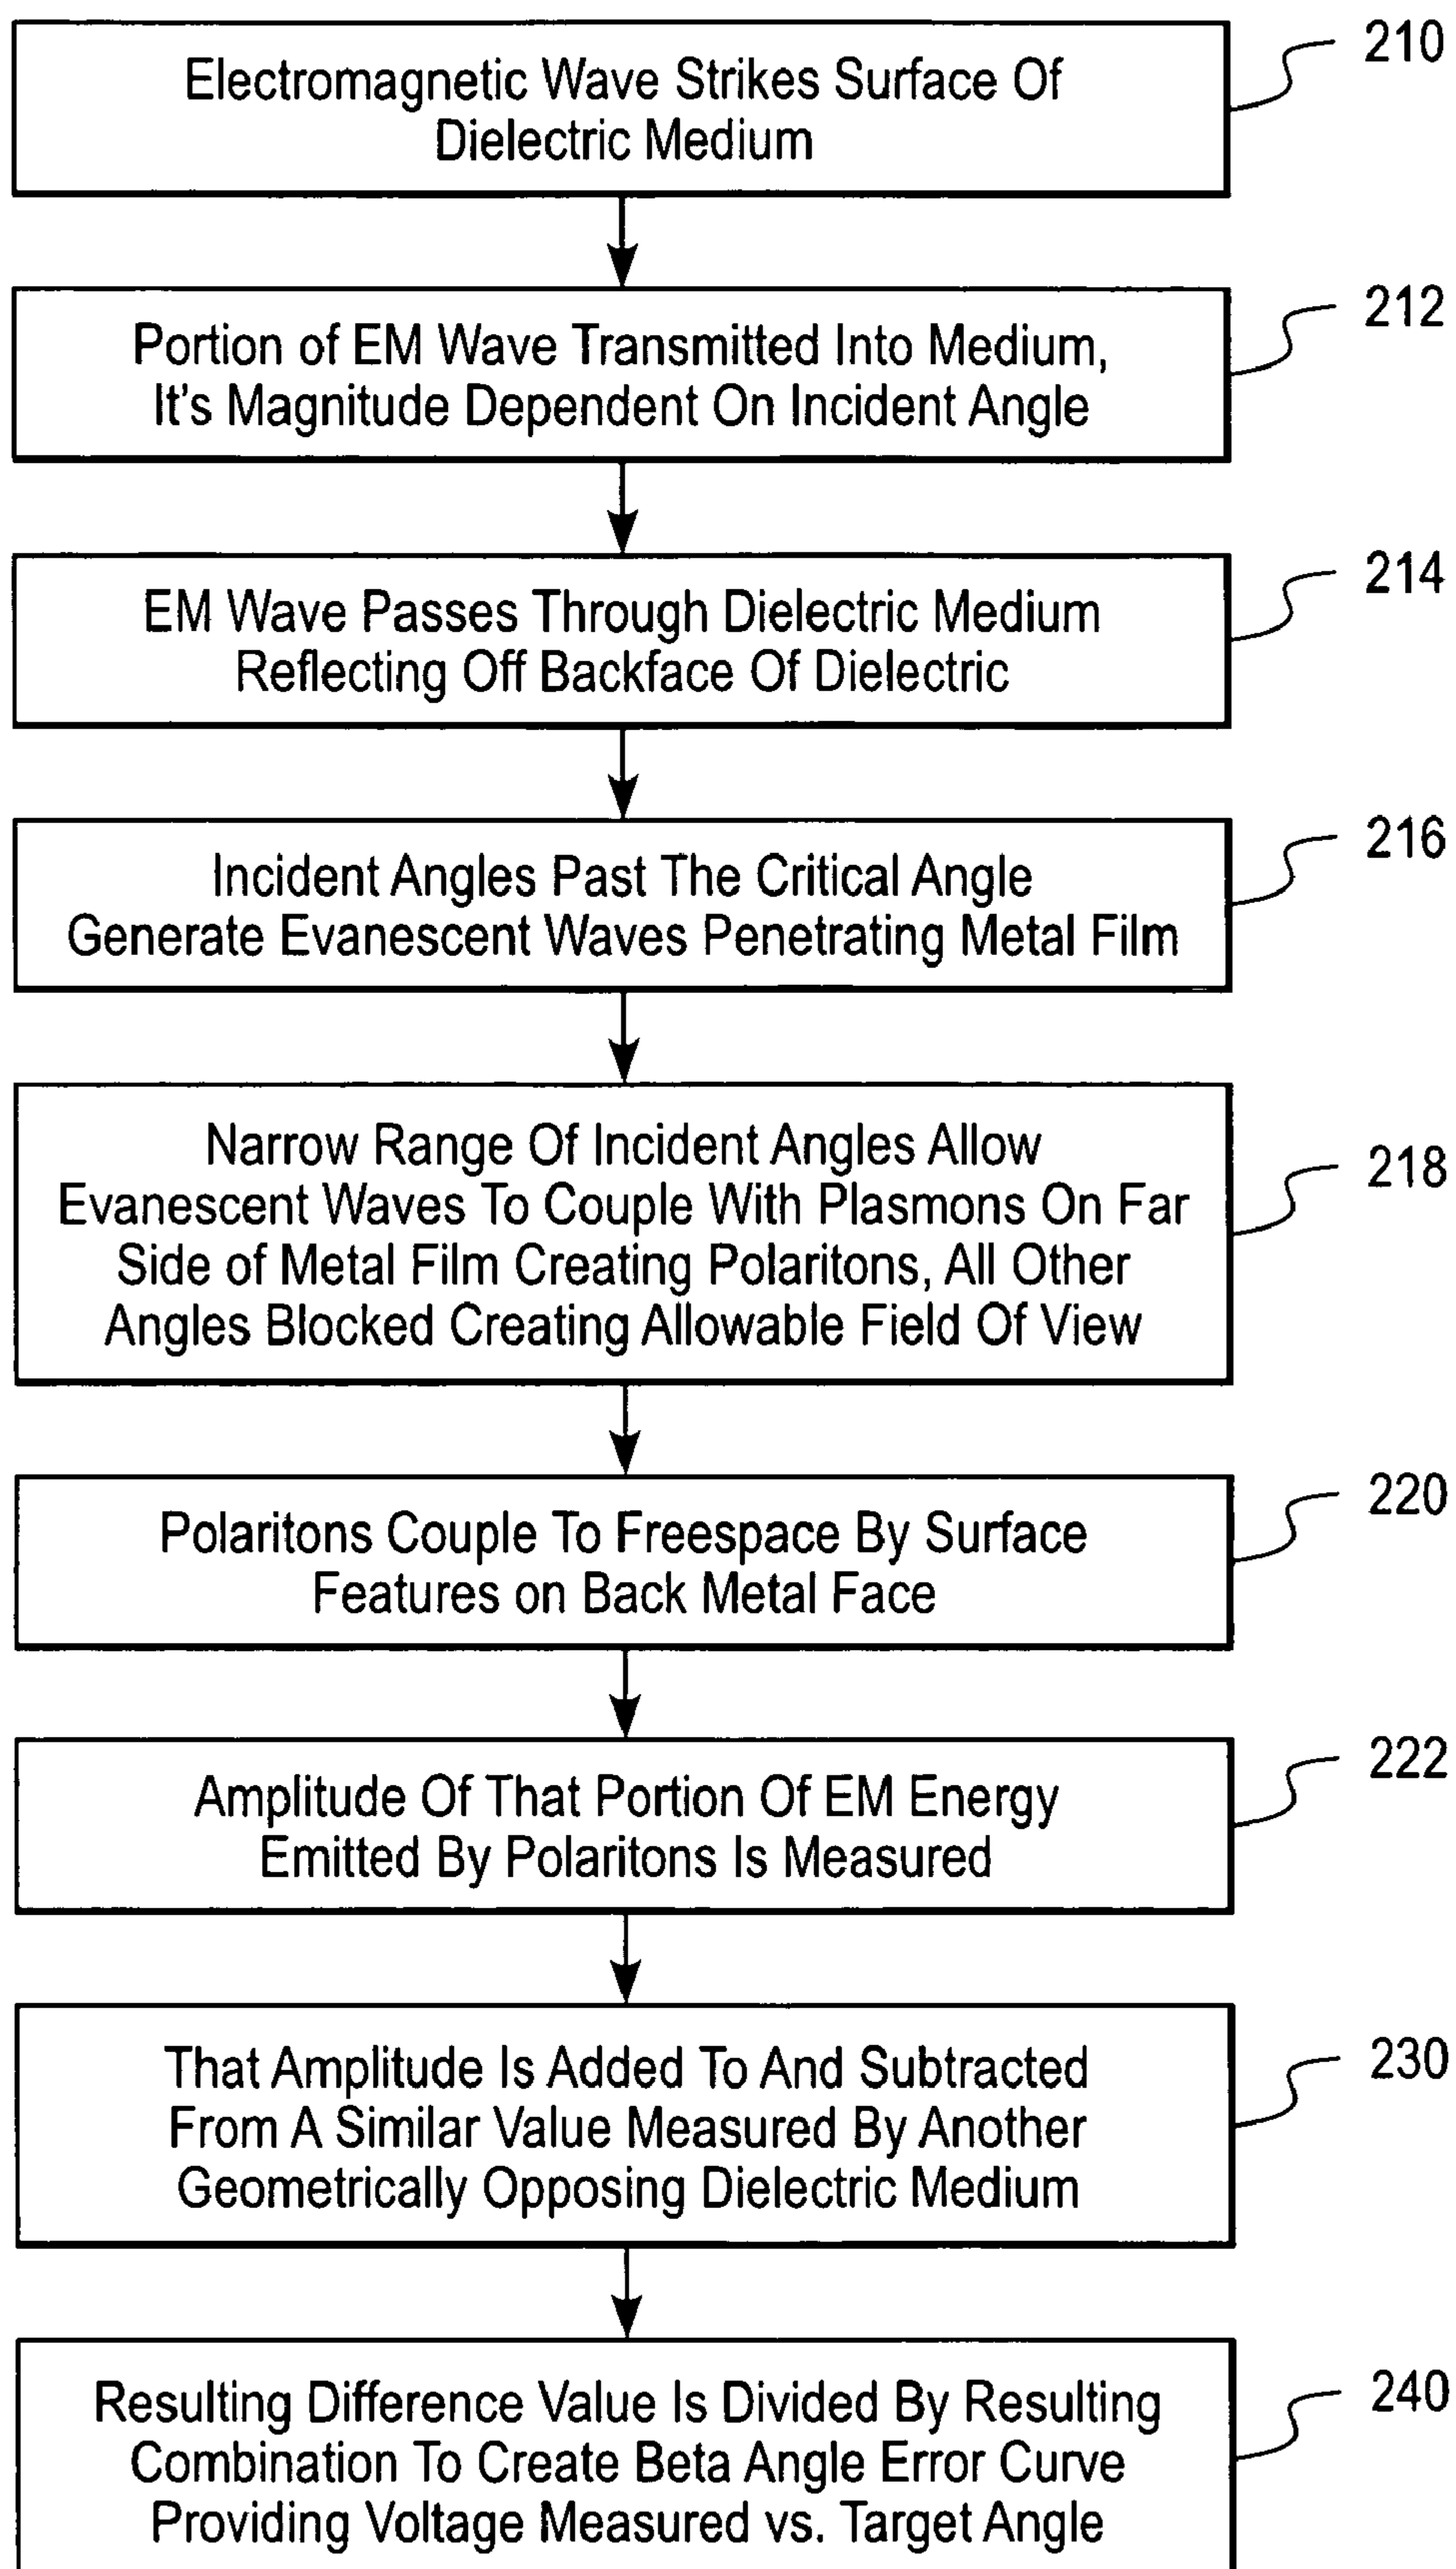 Electromagnetic Wave Strikes Surface Of
Dielectric Medium
210
Portion of EM Wave Transmitted Into Medium,
It's Magnitude Dependent On Incident Angle
212
EM Wave Passes Through Dielectric Medium
Reflecting Off Backface Of Dielectric
214
Incident Angles Past The Critical Angle
Generate Evanescent Waves Penetrating Metal Film
216
Narrow Range Of Incident Angles Allow
Evanescent Waves To Couple With Plasmons On Far
Side of Metal Film Creating Polaritons, All Other
Angles Blocked Creating Allowable Field Of View
218
Polaritons Couple To Freespace By Surface
Features on Back Metal Face
220
Amplitude Of That Portion Of EM Energy
Emitted By Polaritons Is Measured
222
That Amplitude Is Added To And Subtracted
From A Similar Value Measured By Another
Geometrically Opposing Dielectric Medium
230
Resulting Difference Value Is Divided By Resulting
Combination To Create Beta Angle Error Curve
Providing Voltage Measured vs. Target Angle
240